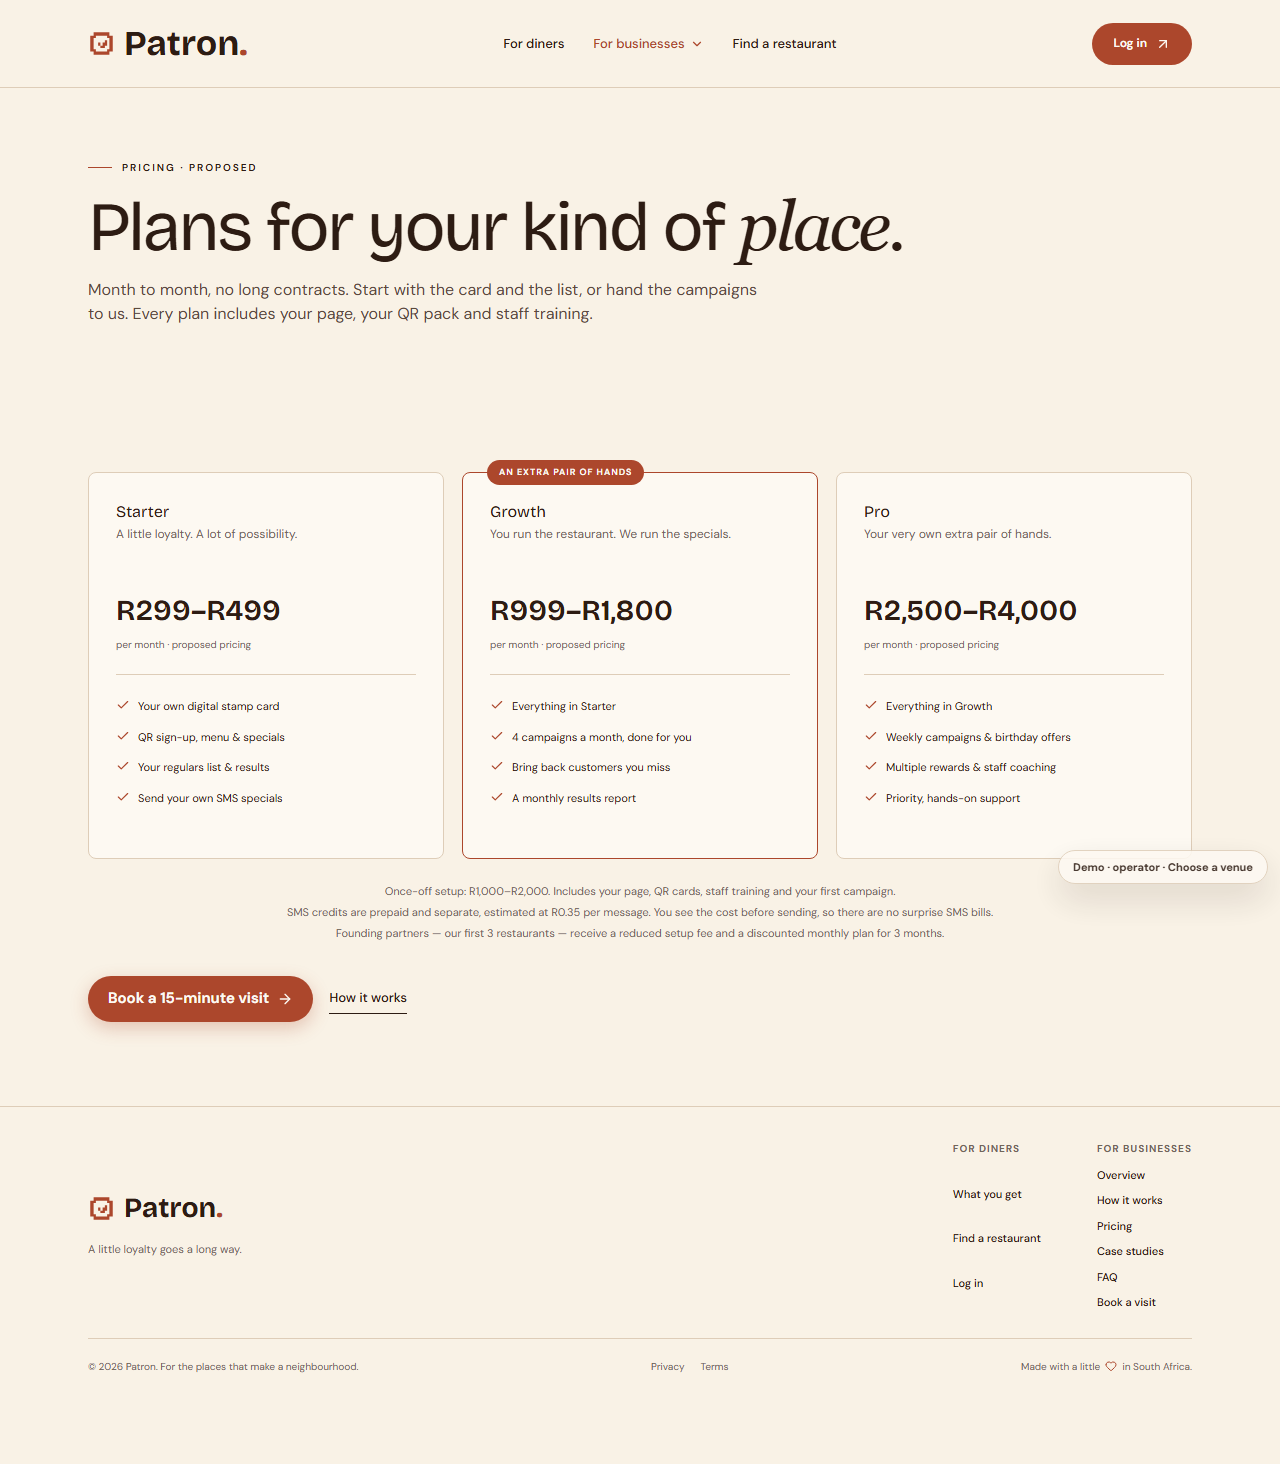 Patron.
For diners
For businesses
Find a restaurant
Log in
PRICING · PROPOSED
Plans for your kind of place.
Month to month, no long contracts. Start with the card and the list, or hand the campaigns
to us. Every plan includes your page, your QR pack and staff training.
Starter
A little loyalty. A lot of possibility.
R299–R499
per month · proposed pricing
Your own digital stamp card
QR sign-up, menu & specials
Your regulars list & results
Send your own SMS specials
AN EXTRA PAIR OF HANDS
Growth
You run the restaurant. We run the specials.
R999–R1,800
per month · proposed pricing
Everything in Starter
4 campaigns a month, done for you
Bring back customers you miss
A monthly results report
Pro
Your very own extra pair of hands.
R2,500–R4,000
per month · proposed pricing
Everything in Growth
Weekly campaigns & birthday offers
Multiple rewards & staff coaching
Priority, hands-on support
Demo · operator · Choose a venue
Once-off setup: R1,000–R2,000. Includes your page, QR cards, staff training and your first campaign.
SMS credits are prepaid and separate, estimated at R0.35 per message. You see the cost before sending, so there are no surprise SMS bills.
Founding partners — our first 3 restaurants — receive a reduced setup fee and a discounted monthly plan for 3 months.
Book a 15-minute visit
How it works
Patron.
A little loyalty goes a long way.
FOR DINERS
What you get
Find a restaurant
Log in
FOR BUSINESSES
Overview
How it works
Pricing
Case studies
FAQ
Book a visit
© 2026 Patron. For the places that make a neighbourhood.
Privacy
Terms
Made with a little in South Africa.